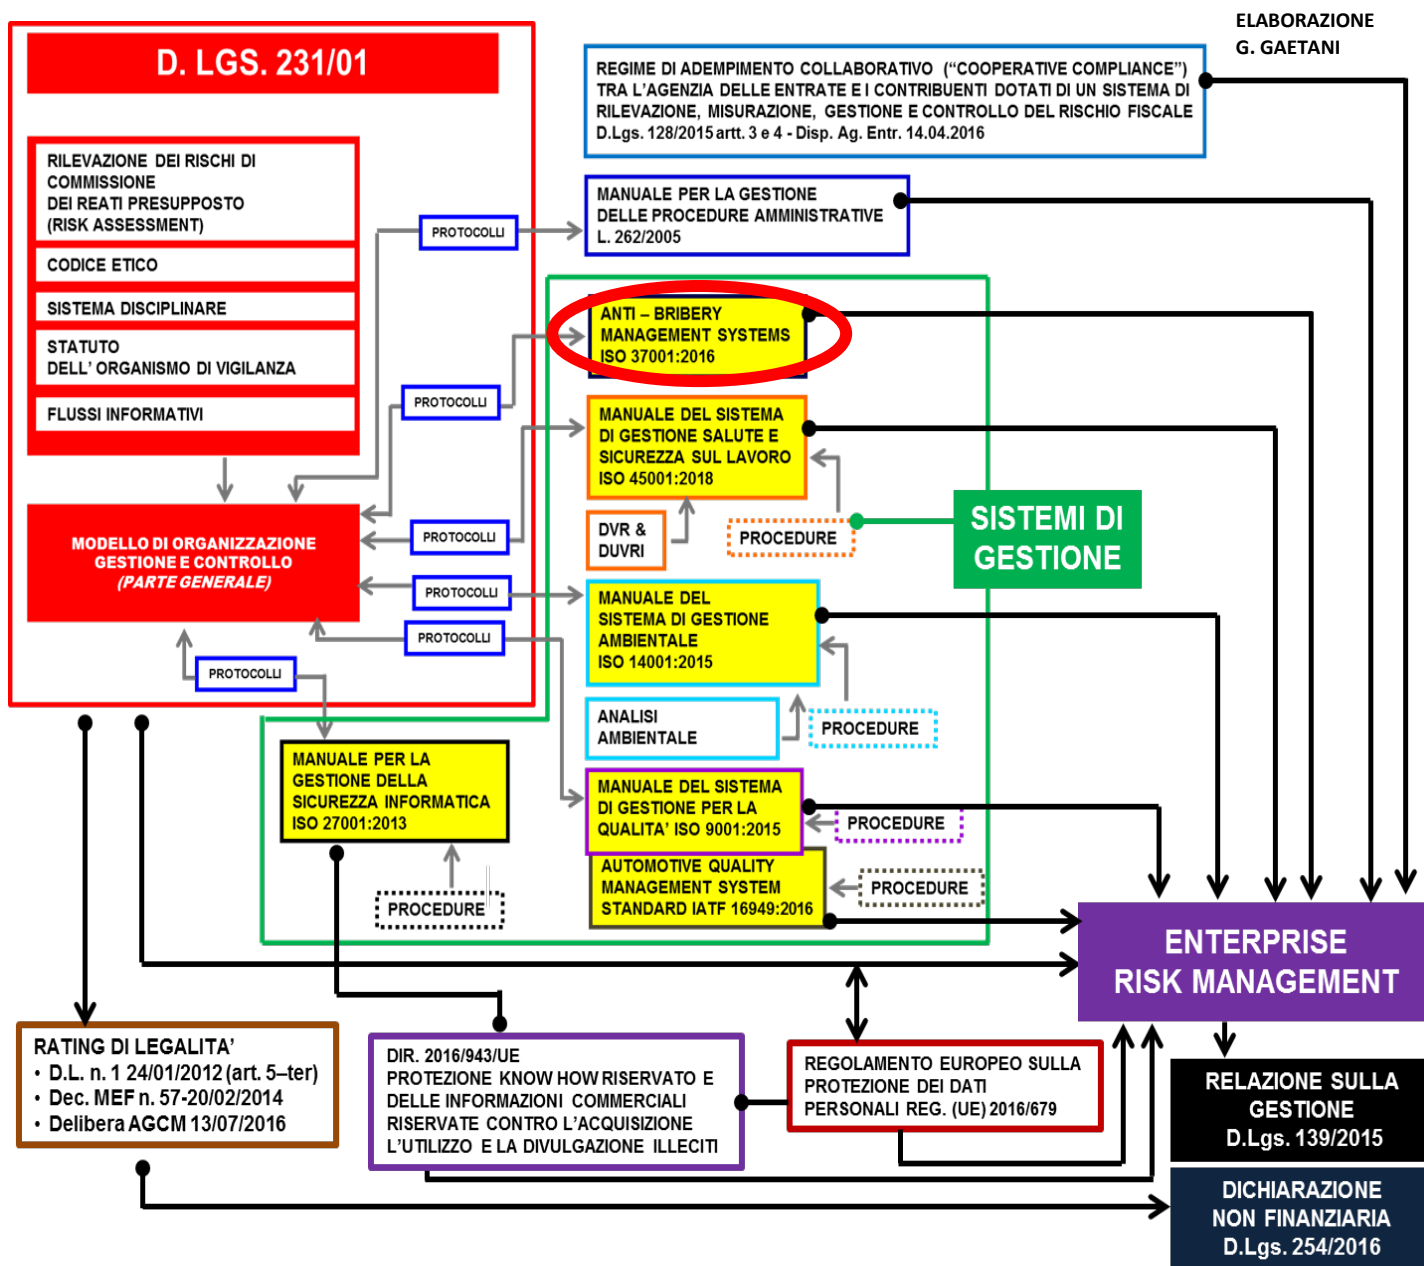 ELABORAZIONE
G. GAETANI
D. LGS. 231/01
REGIME DI ADEMPIMENTO COLLABORATIVO (“COOPERATIVE COMPLIANCE”)
TRA L’AGENZIA DELLE ENTRATE E I CONTRIBUENTI DOTATI DI UN SISTEMA DI
RILEVAZIONE, MISURAZIONE, GESTIONE E CONTROLLO DEL RISCHIO FISCALE
D.Lgs. 128/2015 artt. 3 e 4 - Disp. Ag. Entr. 14.04.2016
RILEVAZIONE DEI RISCHI DI
COMMISSIONE
DEI REATI PRESUPPOSTO
(RISK ASSESSMENT)
CODICE ETICO
SISTEMA DISCIPLINARE
STATUTO
DELL’ ORGANISMO DI VIGILANZA
FLUSSI INFORMATIVI
MODELLO DI ORGANIZZAZIONE
GESTIONE E CONTROLLO
(PARTE GENERALE)
PROTOCOLLI
MANUALE PER LA GESTIONE
DELLE PROCEDURE AMMINISTRATIVE
L. 262/2005
PROTOCOLLI
ANTI – BRIBERY
MANAGEMENT SYSTEMS
ISO 37001:2016
PROTOCOLLI
MANUALE DEL SISTEMA
DI GESTIONE SALUTE E
SICUREZZA SUL LAVORO
ISO 45001:2018
DVR &
DUVRI
PROCEDURE
SISTEMI DI
GESTIONE
PROTOCOLLI
MANUALE DEL
SISTEMA DI GESTIONE
AMBIENTALE
ISO 14001:2015
ANALISI
AMBIENTALE
PROCEDURE
PROTOCOLLI
MANUALE DEL SISTEMA
DI GESTIONE PER LA
QUALITA’ ISO 9001:2015
PROCEDURE
AUTOMOTIVE QUALITY
MANAGEMENT SYSTEM
STANDARD IATF 16949:2016
PROCEDURE
PROTOCOLLI
MANUALE PER LA
GESTIONE DELLA
SICUREZZA INFORMATICA
ISO 27001:2013
PROCEDURE
ENTERPRISE
RISK MANAGEMENT
RATING DI LEGALITA’
• D.L. n. 1 24/01/2012 (art. 5–ter)
• Dec. MEF n. 57-20/02/2014
• Delibera AGCM 13/07/2016
DIR. 2016/943/UE
PROTEZIONE KNOW HOW RISERVATO E
DELLE INFORMAZIONI COMMERCIALI
RISERVATE CONTRO L’ACQUISIZIONE
L’UTILIZZO E LA DIVULGAZIONE ILLECITI
REGOLAMENTO EUROPEO SULLA
PROTEZIONE DEI DATI
PERSONALI REG. (UE) 2016/679
RELAZIONE SULLA
GESTIONE
D.Lgs. 139/2015
DICHIARAZIONE
NON FINANZIARIA
D.Lgs. 254/2016